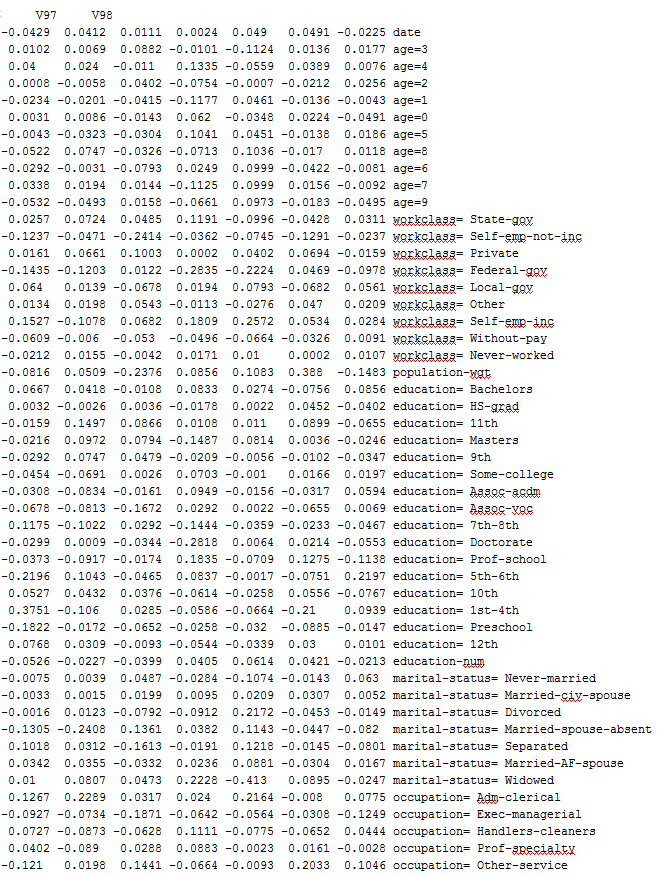 V97 V98
-0.0429 0.0412 0.0111 0.0024 0.049 0.0491 -0.0225 date
0.0102 0.0069 0.0882 -0.0101 -0.1124 0.0136 0.0177 age=3
0.04 0.024 -0.011 0.1335 -0.0559 0.0389 0.0076 age=4
0.0008 -0.0058 0.0402 -0.0754 -0.0007 -0.0212 0.0256 age=2
-0.0234 -0.0201 -0.0415 -0.1177 0.0461 -0.0136 -0.0043 age=1
0.0031 0.0086 -0.0143 0.062 -0.0348 0.0224 -0.0491 age=0
-0.0043 -0.0323 -0.0304 0.1041 0.0451 -0.0138 0.0186 age=5
-0.0522 0.0747 -0.0326 -0.0713 0.1036 -0.017 0.0118 age=8
-0.0292 -0.0031 -0.0793 0.0249 0.0999 -0.0422 -0.0081 age=6
0.0338 0.0194 0.0144 -0.1125 0.0999 0.0156 -0.0092 age=7
-0.0532 -0.0493 0.0158 -0.0661 0.0973 -0.0183 -0.0495 age=9
0.0257 0.0724 0.0485 0.1191 -0.0996 -0.0428 0.0311 workclass= State-gov
-0.1237 -0.0471 -0.2414 -0.0362 -0.0745 -0.1291 -0.0237 workclass= Self-emp-not-inc
0.0161 0.0661 0.1003 0.0002 0.0402 0.0694 -0.0159 workclass= Private
-0.1435 -0.1203 0.0122 -0.2835 -0.2224 0.0469 -0.0978 workclass= Federal-gov
0.064 0.0139 -0.0678 0.0194 0.0793 -0.0682 0.0561 workclass= Local-gov
0.0134 0.0198 0.0543 -0.0113 -0.0276 0.047 0.0209 workclass= Other
0.1527 -0.1078 0.0682 0.1809 0.2572 0.0534 0.0284 workclass= Self-emp-inc
-0.0609 -0.006 -0.053 -0.0496 -0.0664 -0.0326 0.0091 workclass= Without-pay
-0.0212 0.0155 -0.0042 0.0171 0.01 0.0002 0.0107 workclass= Never-worked
-0.0816 0.0509 -0.2376 0.0856 0.1083 0.388 -0.1483 population-wgt
0.0667 0.0418 -0.0108 0.0833 0.0274 -0.0756 0.0856 education= Bachelors
0.0032 -0.0026 0.0036 -0.0178 0.0022 0.0452 -0.0402 education= HS-grad
-0.0159 0.1497 0.0866 0.0108 0.011 0.0899 -0.0655 education= 11th
-0.0216 0.0972 0.0794 -0.1487 0.0814 0.0036 -0.0246 education= Masters
-0.0292 0.0747 0.0479 -0.0209 -0.0056 -0.0102 -0.0347 education= 9th
-0.0454 -0.0691 0.0026 0.0703 -0.001 0.0166 0.0197 education= Some-college
-0.0308 -0.0834 -0.0161 0.0949 -0.0156 -0.0317 0.0594 education= Assoc-acdm
-0.0678 -0.0813 -0.1672 0.0292 0.0022 -0.0655 0.0069 education= Assoc-voc
0.1175 -0.1022 0.0292 -0.1444 -0.0359 -0.0233 -0.0467 education= 7th-8th
-0.0299 0.0009 -0.0344 -0.2818 0.0064 0.0214 -0.0553 education= Doctorate
-0.0373 -0.0917 -0.0174 0.1835 -0.0709 0.1275 -0.1138 education= Prof-school
-0.2196 0.1043 -0.0465 0.0837 -0.0017 -0.0751 0.2197 education= 5th-6th
0.0527 0.0432 0.0376 -0.0614 -0.0258 0.0556 -0.0767 education= 10th
0.3751 -0.106 0.0285 -0.0586 -0.0664 -0.21 0.0939 education= 1st-4th
-0.1822 -0.0172 -0.0652 -0.0258 -0.032 -0.0885 -0.0147 education= Preschool
0.0768 0.0309 -0.0093 -0.0544 -0.0339 0.03 0.0101 education= 12th
-0.0526 -0.0227 -0.0399 0.0405 0.0614 0.0421 -0.0213 education-num
-0.0075 0.0039 0.0487 -0.0284 -0.1074 -0.0143 0.063 marital-status= Never-married
-0.0033 0.0015 0.0199 0.0095 0.0209 0.0307 0.0052 marital-status= Married-civ-spouse
-0.0016 0.0123 -0.0792 -0.0912 0.2172 -0.0453 -0.0149 marital-status= Divorced
-0.1305 -0.2408 0.1361 0.0382 0.1143 -0.0447 -0.082 marital-status= Married-spouse-absent
0.1018 0.0312 -0.1613 -0.0191 0.1218 -0.0145 -0.0801 marital-status= Separated
0.0342 0.0355 -0.0332 0.0236 0.0881 -0.0304 0.0167 marital-status= Married-AF-spouse
0.01 0.0807 0.0473 0.2228 -0.413 0.0895 -0.0247 marital-status= Widowed
0.1267 0.2289 0.0317 0.024 0.2164 -0.008 0.0775 occupation= Adm-clerical
-0.0927 -0.0734 -0.1871 -0.0642 -0.0564 -0.0308 -0.1249 occupation= Exec-managerial
0.0727 -0.0873 -0.0628 0.1111 -0.0775 -0.0652 0.0444 occupation= Handlers-cleaners
0.0402 -0.089 0.0288 0.0883 -0.0023 0.0161 -0.0028 occupation= Prof-specialty
-0.121 0.0198 0.1441 -0.0664 -0.0093 0.2033 0.1046 occupation= Other-service